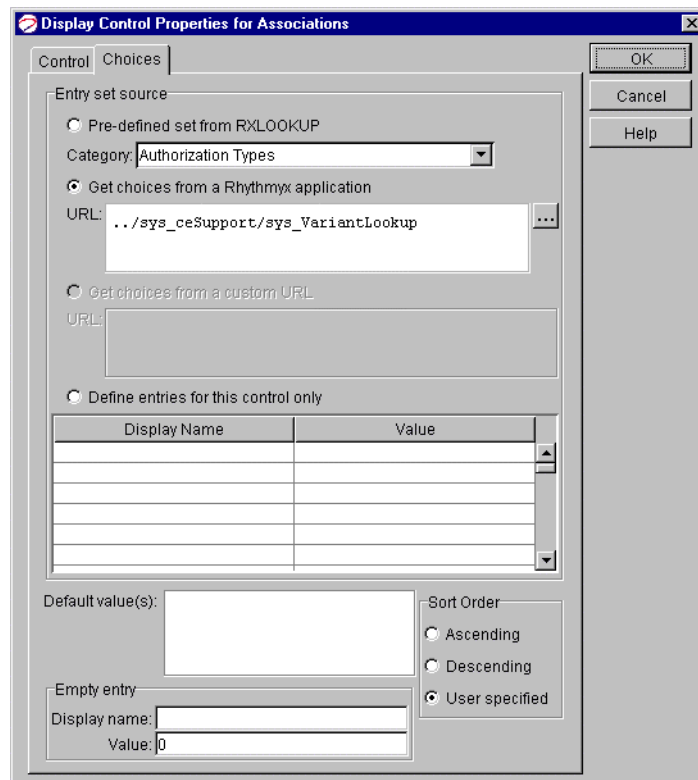 Display Control Properties for Associations
Control
Choices
OK
Cancel
Help
Entry set source
Pre-defined set from RXLOOKUP
Category: Authorization Types
Get choices from a Rhythmyx application
URL: ../sys_ceSupport/sys_VariantLookup
...
Get choices from a custom URL
URL:
Define entries for this control only
Display Name Value
Default value(s):
Sort Order
Ascending
Descending
User specified
Empty entry
Display name:
Value: 0